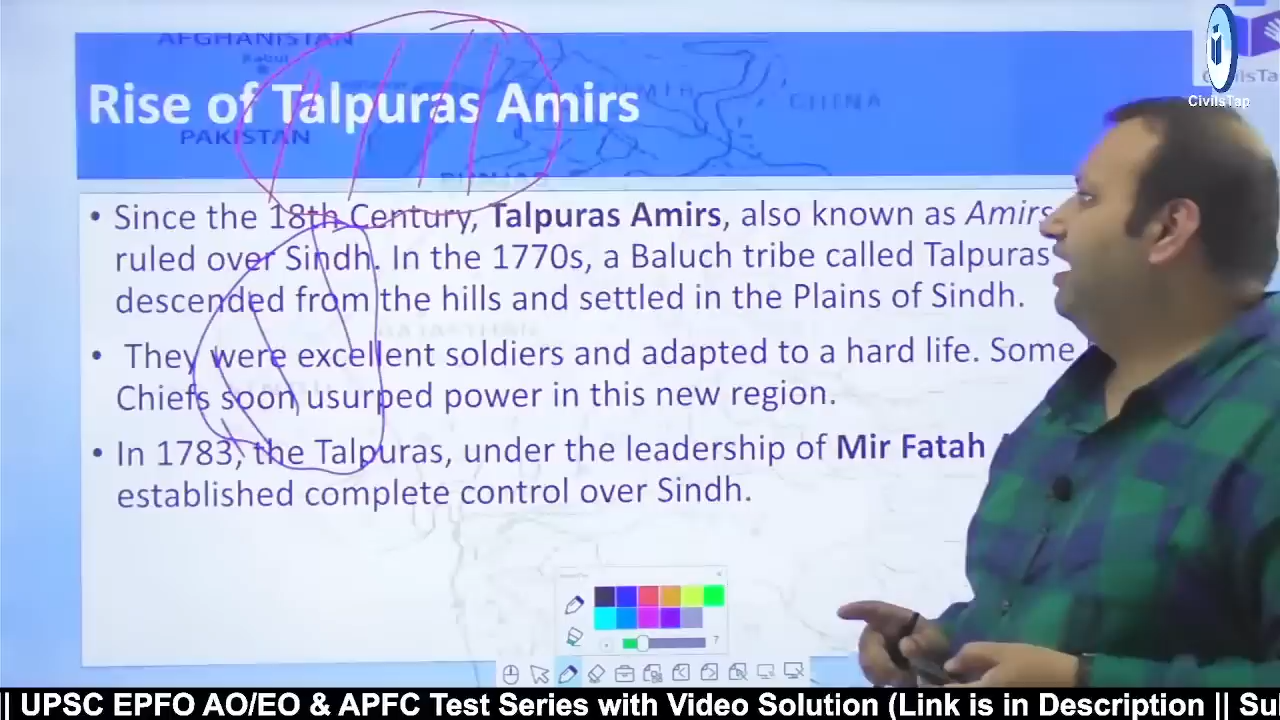 AFGHANISTAN
Kabul
CHINA
Rise of Talpuras Amirs
PAKISTAN
PUNJAB
CivilsTap
• Since the 18th Century, Talpuras Amirs, also known as Amirs
ruled over Sindh. In the 1770s, a Baluch tribe called Talpuras
descended from the hills and settled in the Plains of Sindh.
• They were excellent soldiers and adapted to a hard life. Some
Chiefs soon usurped power in this new region.
• In 1783, the Talpuras, under the leadership of Mir Fatah
established complete control over Sindh.
7
|| UPSC EPFO AO/EO & APFC Test Series with Video Solution (Link is in Description || Su